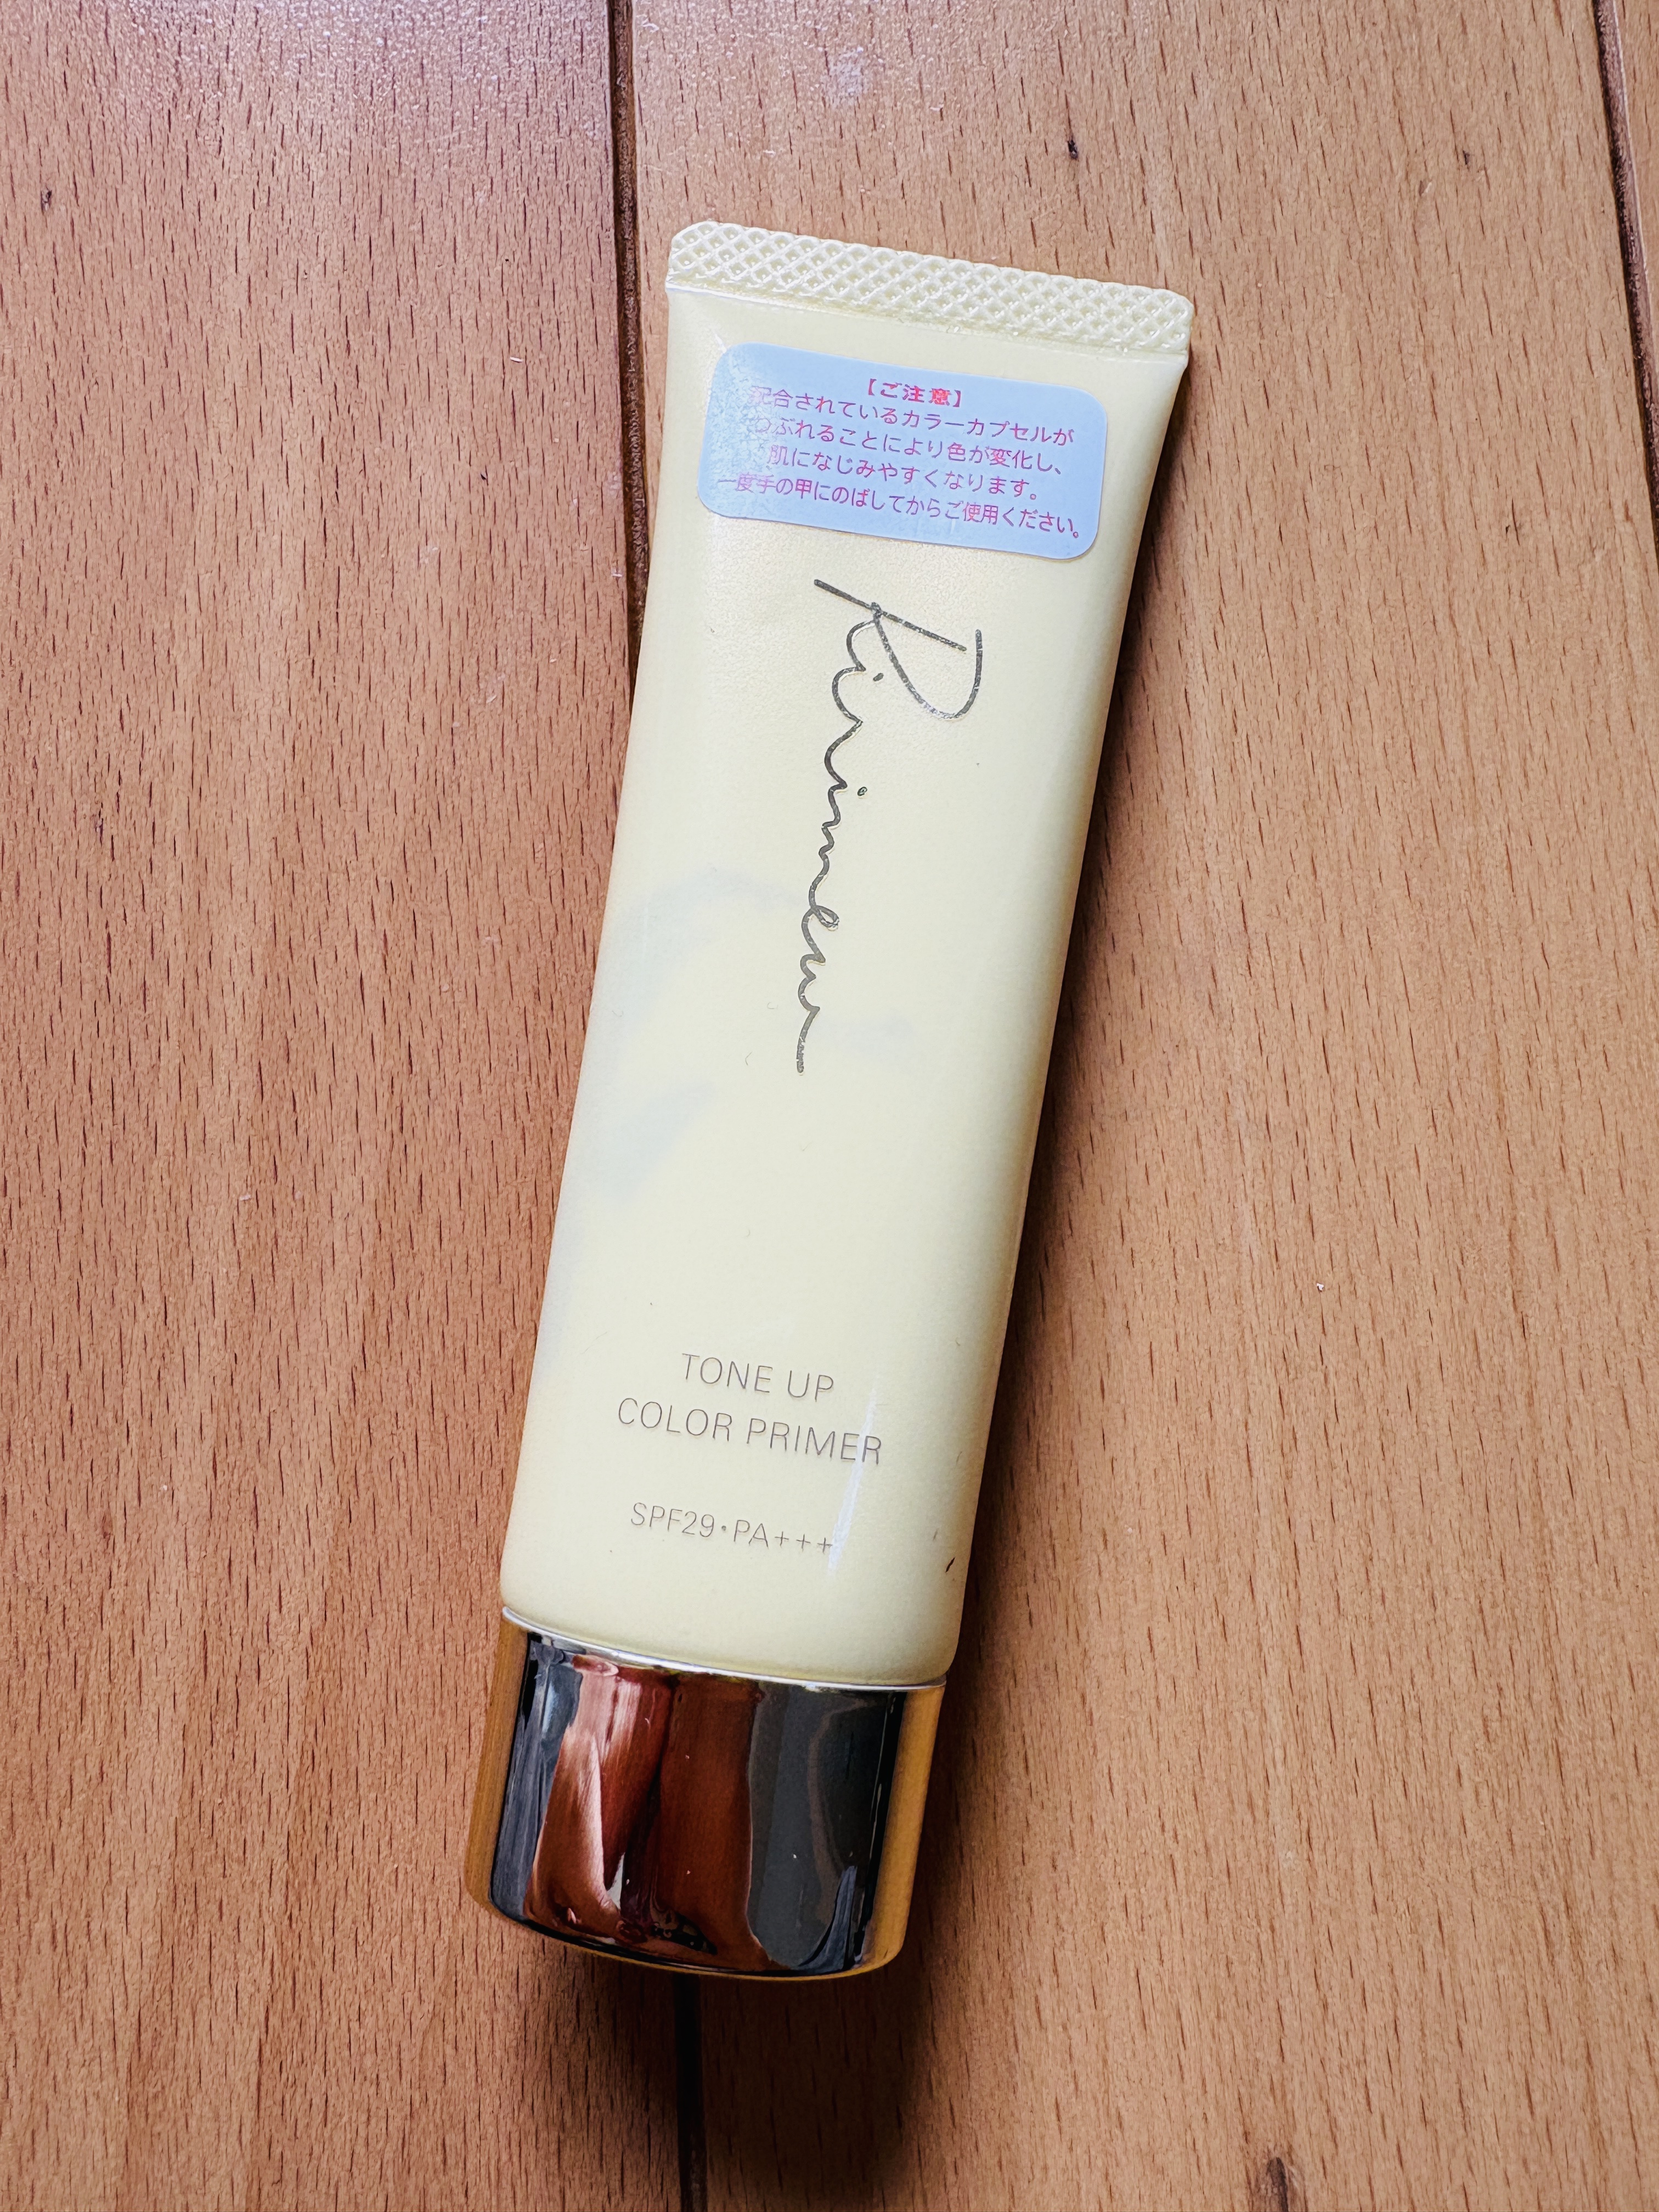 【ご注意】
配合されているカラーカプセルが
つぶれることにより色が変化し、
肌になじみやすくなります。
一度手の甲にのばしてからご使用ください。
Ririmew
TONE UP
COLOR PRIMER
SPF29・PA+++